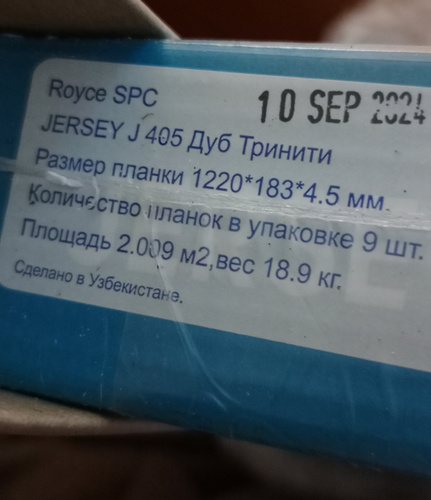 Royce SPC
10 SEP 2024
JERSEY J 405 Дуб Тринити
Размер планки 1220*183*4.5 мм.
Количество планок в упаковке 9 шт.
Площадь 2.009 м2,вес 18.9 кг.
Сделано в Узбекистане.